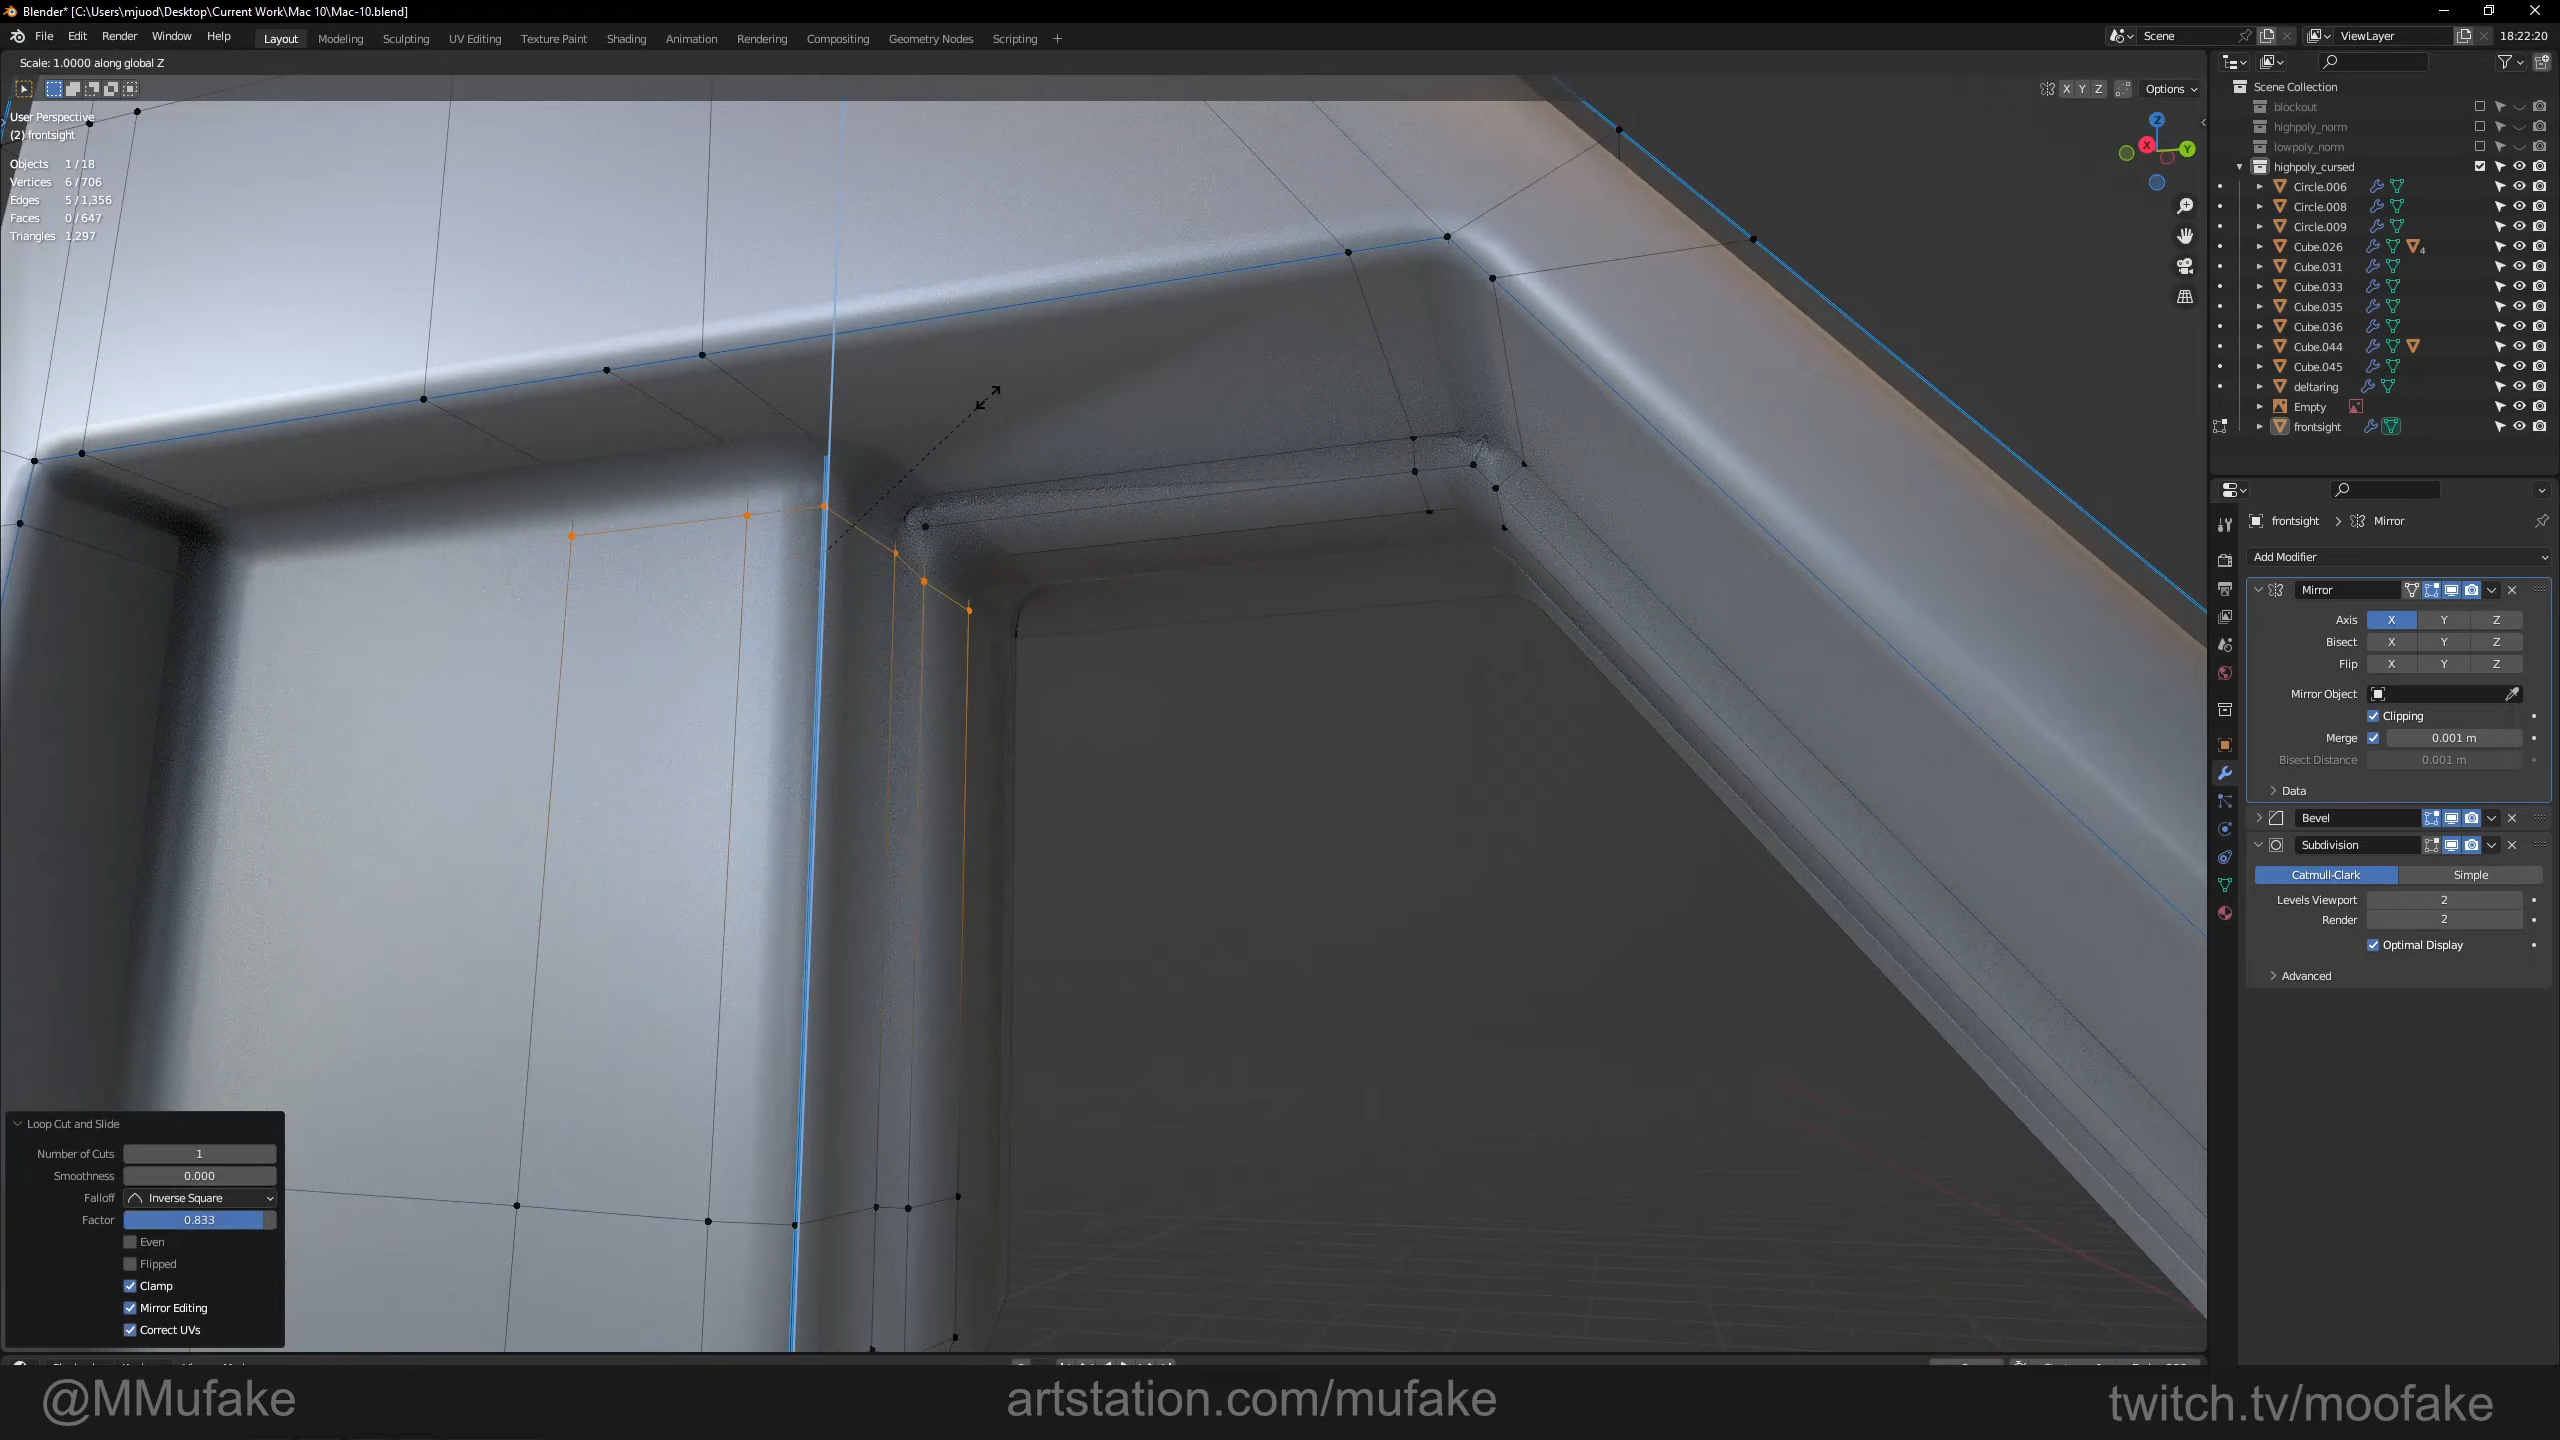 Blender* [C:\Users\mjuod\Desktop\Current Work\Mac 10\Mac-10.blend]
File Edit Render Window Help Layout Modeling Sculpting UV Editing Texture Paint Shading Animation Rendering Compositing Geometry Nodes Scripting + Scene ViewLayer 18:22:20
Scale: 1.0000 along global Z
X Y Z Options
User Perspective
(2) frontsight
Objects 1/18
Vertices 6/706
Edges 5/1,356
Faces 0/647
Triangles 1,297
Z
X
Y
Scene Collection
blockout
highpoly_norm
lowpoly_norm
highpoly_cursed
Circle.006
Circle.008
Circle.009
Cube.026 4
Cube.031
Cube.033
Cube.035
Cube.036
Cube.044
Cube.045
deltaring
Empty
frontsight
frontsight > Mirror
Add Modifier
Mirror
Axis X Y Z
Bisect X Y Z
Flip X Y Z
Mirror Object
Clipping
Merge 0.001 m
Bisect Distance 0.001 m
Data
Bevel
Subdivision
Catmull-Clark Simple
Levels Viewport 2
Render 2
Optimal Display
Advanced
Loop Cut and Slide
Number of Cuts 1
Smoothness 0.000
Falloff Inverse Square
Factor 0.833
Even
Flipped
Clamp
Mirror Editing
Correct UVs
@MMufake
artstation.com/mufake
twitch.tv/moofake